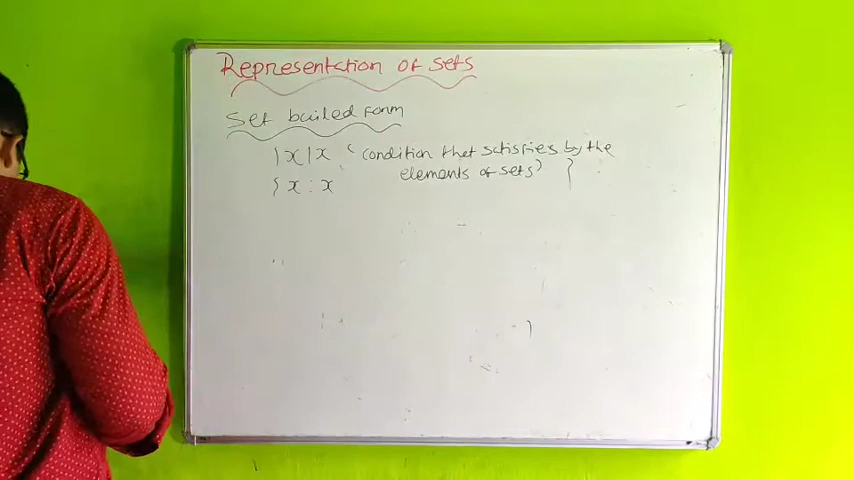 Representation of sets
Set builed form
{x|x (condition that satisfies by the
{x:x elements of sets) }